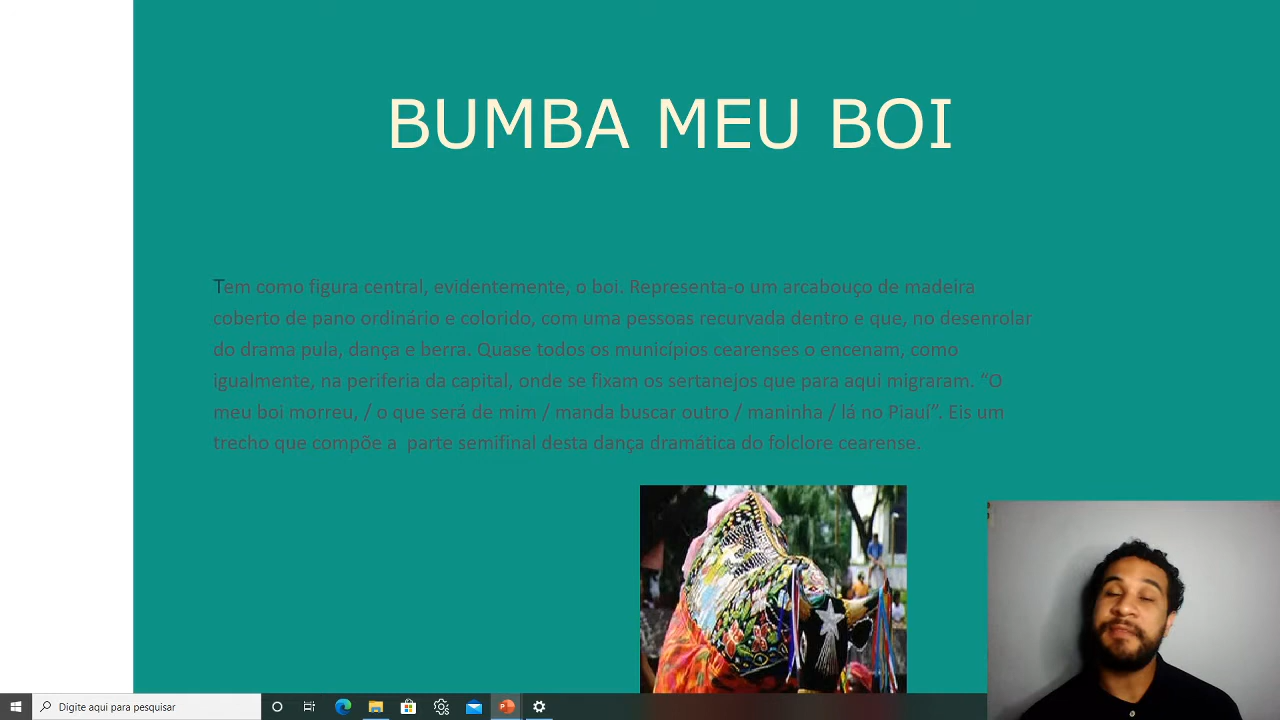 BUMBA MEU BOI
Tem como figura central, evidentemente, o boi. Representa-o um arcabouço de madeira
coberto de pano ordinário e colorido, com uma pessoas recurvada dentro e que, no desenrolar
do drama pula, dança e berra. Quase todos os municípios cearenses o encenam, como
igualmente, na periferia da capital, onde se fixam os sertanejos que para aqui migraram. “O
meu boi morreu, / o que será de mim / manda buscar outro / maninha / lá no Piauí”. Eis um
trecho que compõe a  parte semifinal desta dança dramática do folclore cearense.
Digite aqui para pesquisar